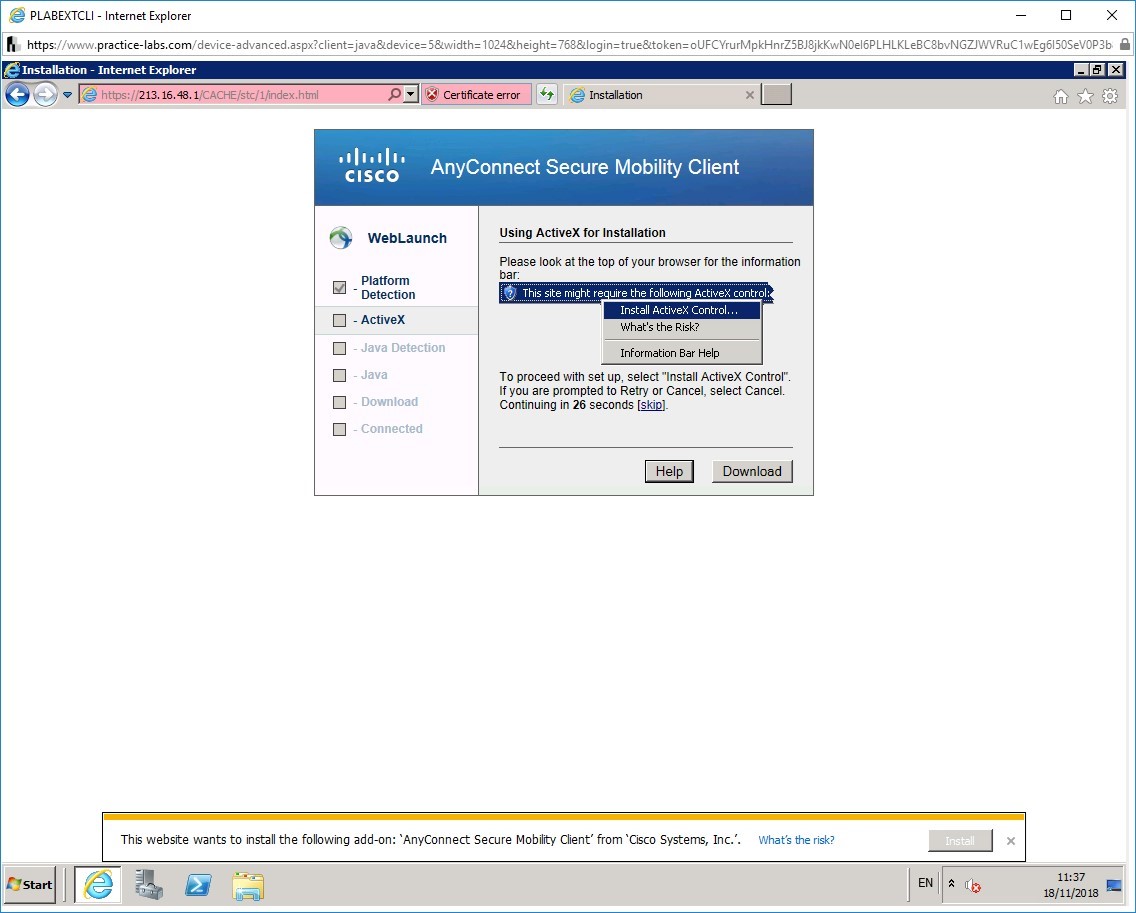 PLABEXTCLI - Internet Explorer
https://www.practice-labs.com/device-advanced.aspx?client=java&device=5&width=1024&height=768&login=true&token=
Installation - Internet Explorer
https://213.16.48.1/CACHE/stc/1/index.html
Certificate error
Installation
CISCO
AnyConnect Secure Mobility Client
WebLaunch
- Platform
Detection
- ActiveX
- Java Detection
- Java
- Download
- Connected
Using ActiveX for Installation
Please look at the top of your browser for the information
bar:
This site might require the following ActiveX control:
Install ActiveX Control...
What's the Risk?
Information Bar Help
To proceed with set up, select "Install ActiveX Control".
If you are prompted to Retry or Cancel, select Cancel.
Continuing in 26 seconds [skip].
Help
Download
This website wants to install the following add-on: 'AnyConnect Secure Mobility Client' from 'Cisco Systems, Inc.'.
What's the risk?
Install
Start
EN
11:37
18/11/2018